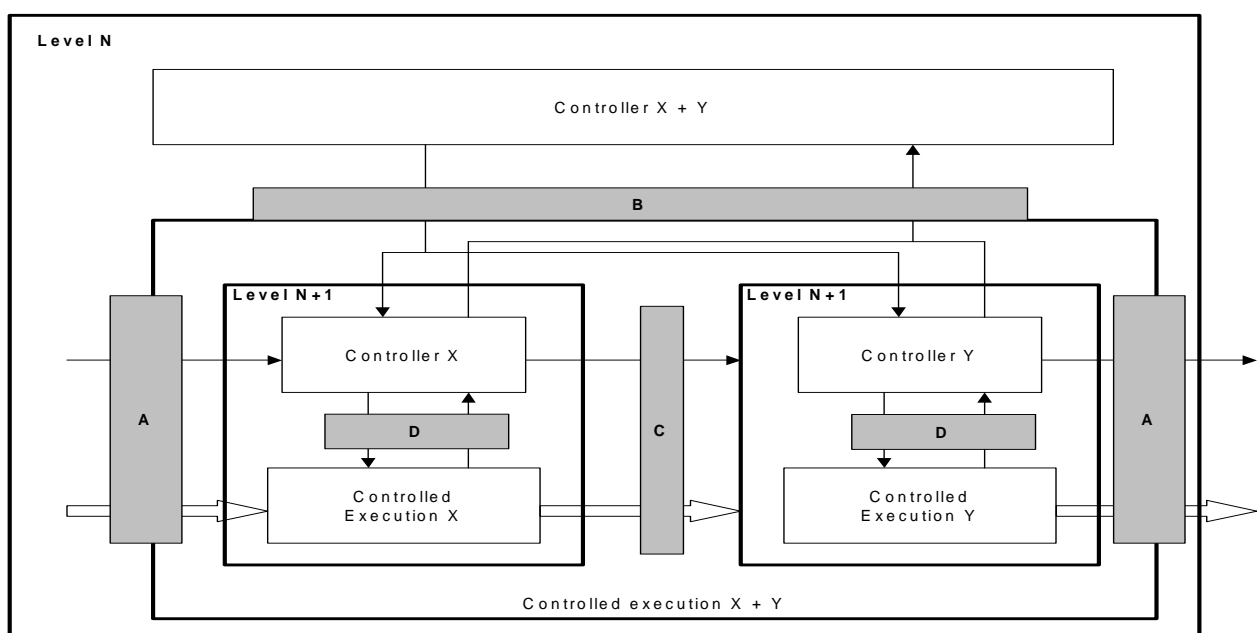 Level N
Controller X + Y
B
Level N+1
Level N+1
Controller X
Controller Y
A
D
C
D
A
Controlled
Execution X
Controlled
Execution Y
Controlled execution X + Y